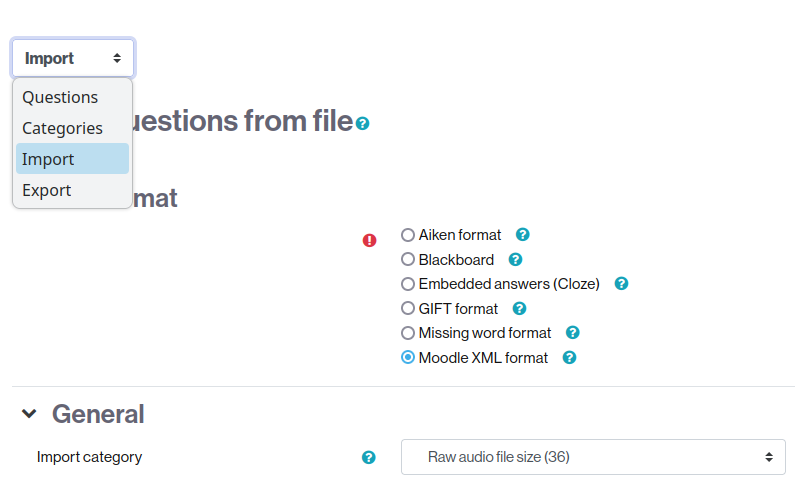 Import
Questions
Categories
Import
Export
uestions from file
mat
Aiken format
Blackboard
Embedded answers (Cloze)
GIFT format
Missing word format
Moodle XML format
General
Import category
Raw audio file size (36)